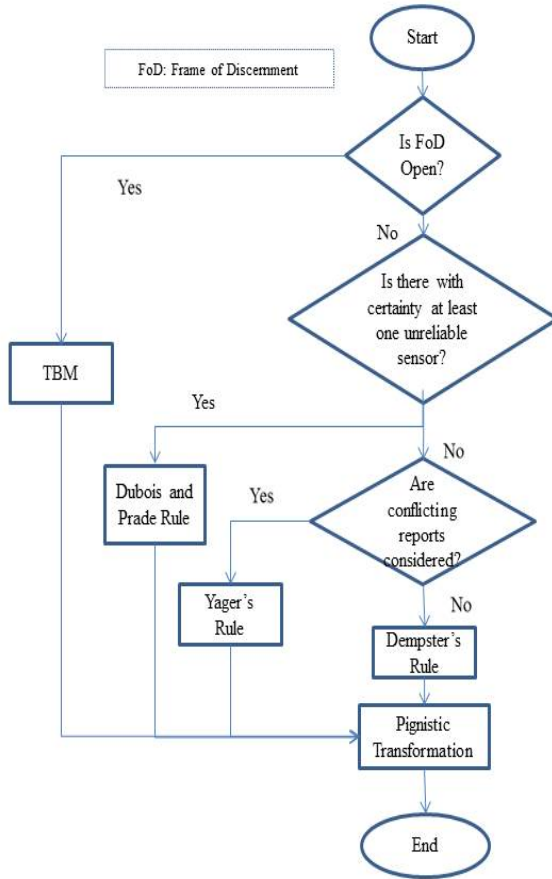 Start
FoD: Frame of Discernment
Is FoD
Open?
Yes
No
Is there with
certainty at least
one unreliable
sensor?
TBM
Yes
No
Dubois and
Prade Rule
Yes
Are
conflicting
reports
considered?
Yager's
Rule
No
Dempster's
Rule
Pignistic
Transformation
End